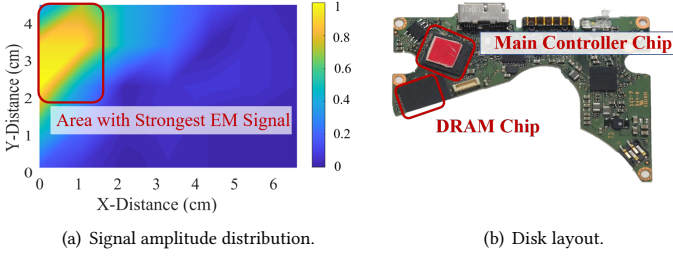 4
3
2
1
0
Y-Distance (cm)
Area with Strongest EM Signal
0 1 2 3 4 5 6
X-Distance (cm)
1
0.8
0.6
0.4
0.2
0
(a) Signal amplitude distribution.
Main Controller Chip
DRAM Chip
(b) Disk layout.